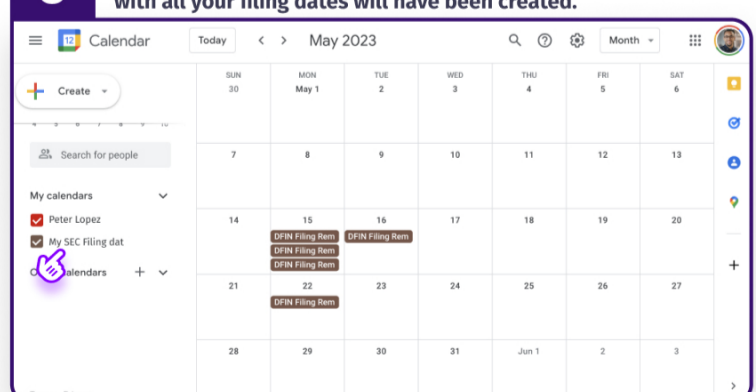 with all your filing dates will have been created.
12 Calendar Today May 2023 Month
Create
SUN MON TUE WED THU FRI SAT
30 May 1 2 3 4 5 6
Search for people
7 8 9 10 11 12 13
My calendars
Peter Lopez
My SEC Filing dat
14 15 16 17 18 19 20
DFIN Filing Rem DFIN Filing Rem
DFIN Filing Rem
DFIN Filing Rem
alendars
21 22 23 24 25 26 27
DFIN Filing Rem
28 29 30 31 Jun 1 2 3